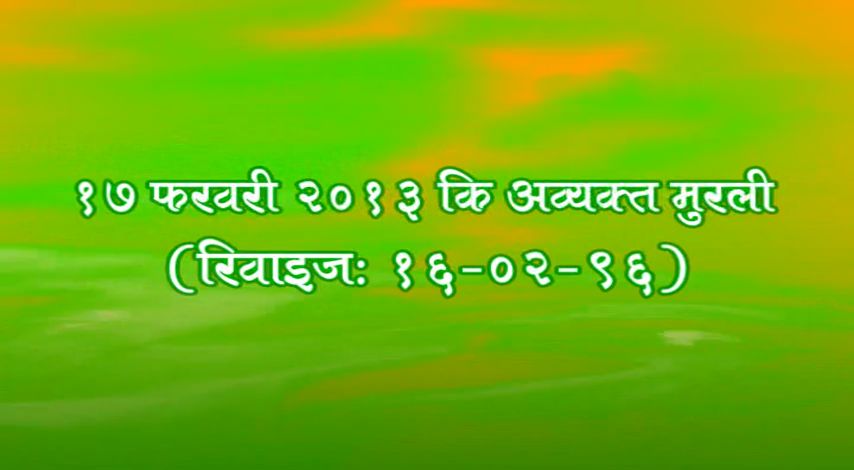 १७ फरवरी २०१३ कि अव्यक्त मुरली
(रिवाइजः १६-०२-९६)